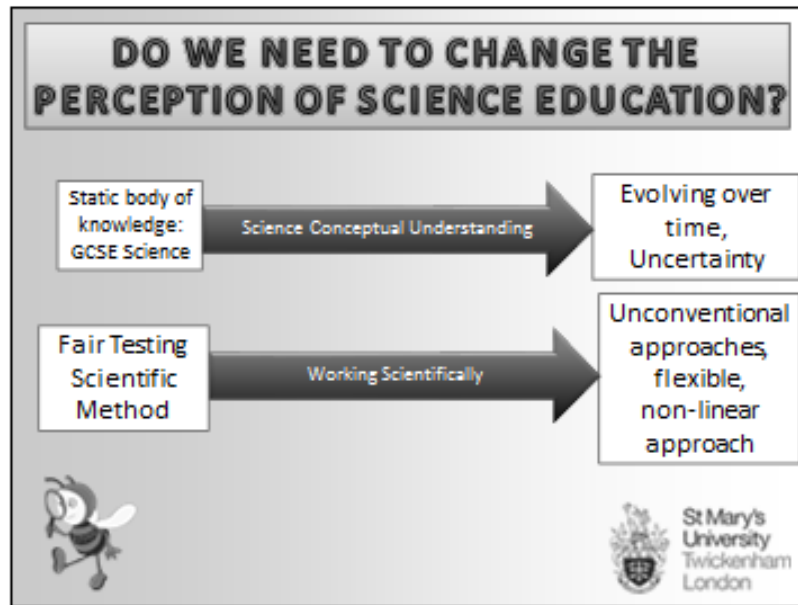 DO WE NEED TO CHANGE THE
PERCEPTION OF SCIENCE EDUCATION?
Static body of
knowledge:
GCSE Science
Science Conceptual Understanding
Evolving over
time,
Uncertainty
Fair Testing
Scientific
Method
Working Scientifically
Unconventional
approaches,
flexible,
non-linear
approach
St Mary's
University
Twickenham
London